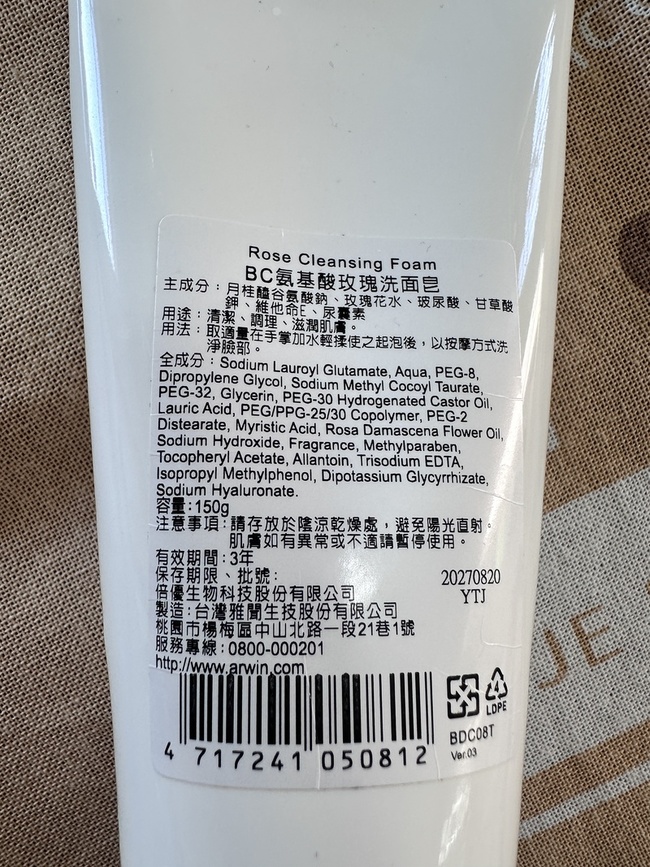 Rose Cleansing Foam
BC氨基酸玫瑰洗面皂
主成分：月桂醯谷氨酸鈉、玫瑰花水、玻尿酸、甘草酸
鉀、維他命E、尿囊素
用途：清潔、調理、滋潤肌膚。
用法：取適量在手掌加水輕揉使之起泡後，以按摩方式洗
淨臉部。
全成分：Sodium Lauroyl Glutamate, Aqua, PEG-8,
Dipropylene Glycol, Sodium Methyl Cocoyl Taurate,
PEG-32, Glycerin, PEG-30 Hydrogenated Castor Oil,
Lauric Acid, PEG/PPG-25/30 Copolymer, PEG-2
Distearate, Myristic Acid, Rosa Damascena Flower Oil,
Sodium Hydroxide, Fragrance, Methylparaben,
Tocopheryl Acetate, Allantoin, Trisodium EDTA,
Isopropyl Methylphenol, Dipotassium Glycyrrhizate,
Sodium Hyaluronate.
容量：150g
注意事項：請存放於陰涼乾燥處，避免陽光直射。
肌膚如有異常或不適請暫停使用。
有效期間：3年
保存期限、批號：
20270820
YTJ
倍優生物科技股份有限公司
製造：台灣雅聞生技股份有限公司
桃園市楊梅區中山北路一段21巷1號
服務專線：0800-000201
http://www.arwin.com
4 717241 050812
LDPE
BDC08T
Ver.03
JE